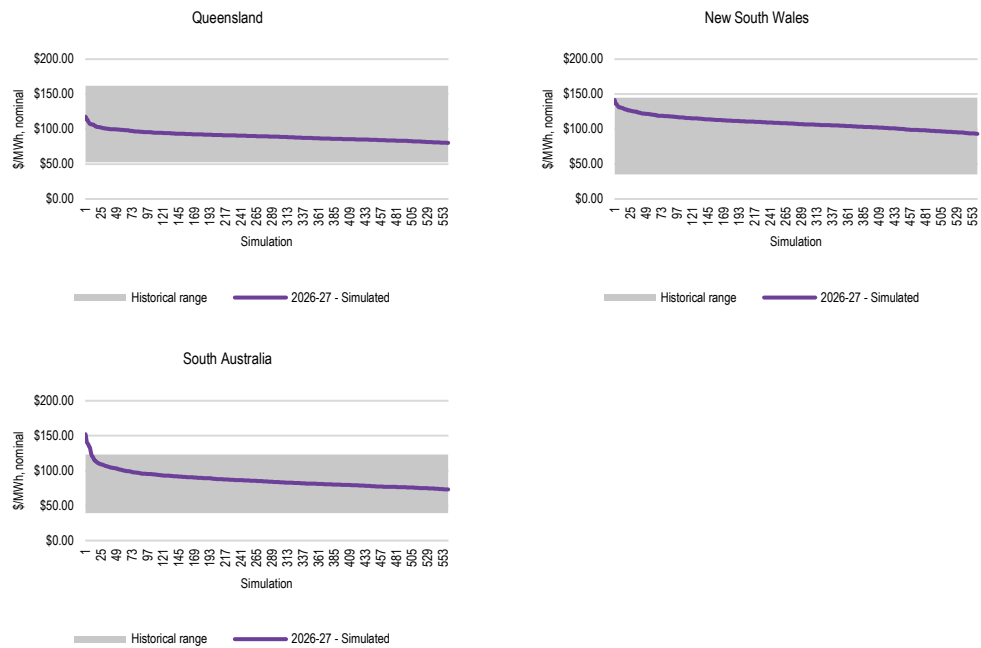 Queensland
$200.00
$150.00
$100.00
$50.00
$0.00
$/MWh, nominal
1 25 49 73 97 121 145 169 193 217 241 265 289 313 337 361 385 409 433 457 481 505 529 553
Simulation
Historical range 2026-27 - Simulated
New South Wales
$200.00
$150.00
$100.00
$50.00
$0.00
$/MWh, nominal
1 25 49 73 97 121 145 169 193 217 241 265 289 313 337 361 385 409 433 457 481 505 529 553
Simulation
Historical range 2026-27 - Simulated
South Australia
$200.00
$150.00
$100.00
$50.00
$0.00
$/MWh, nominal
1 25 49 73 97 121 145 169 193 217 241 265 289 313 337 361 385 409 433 457 481 505 529 553
Simulation
Historical range 2026-27 - Simulated